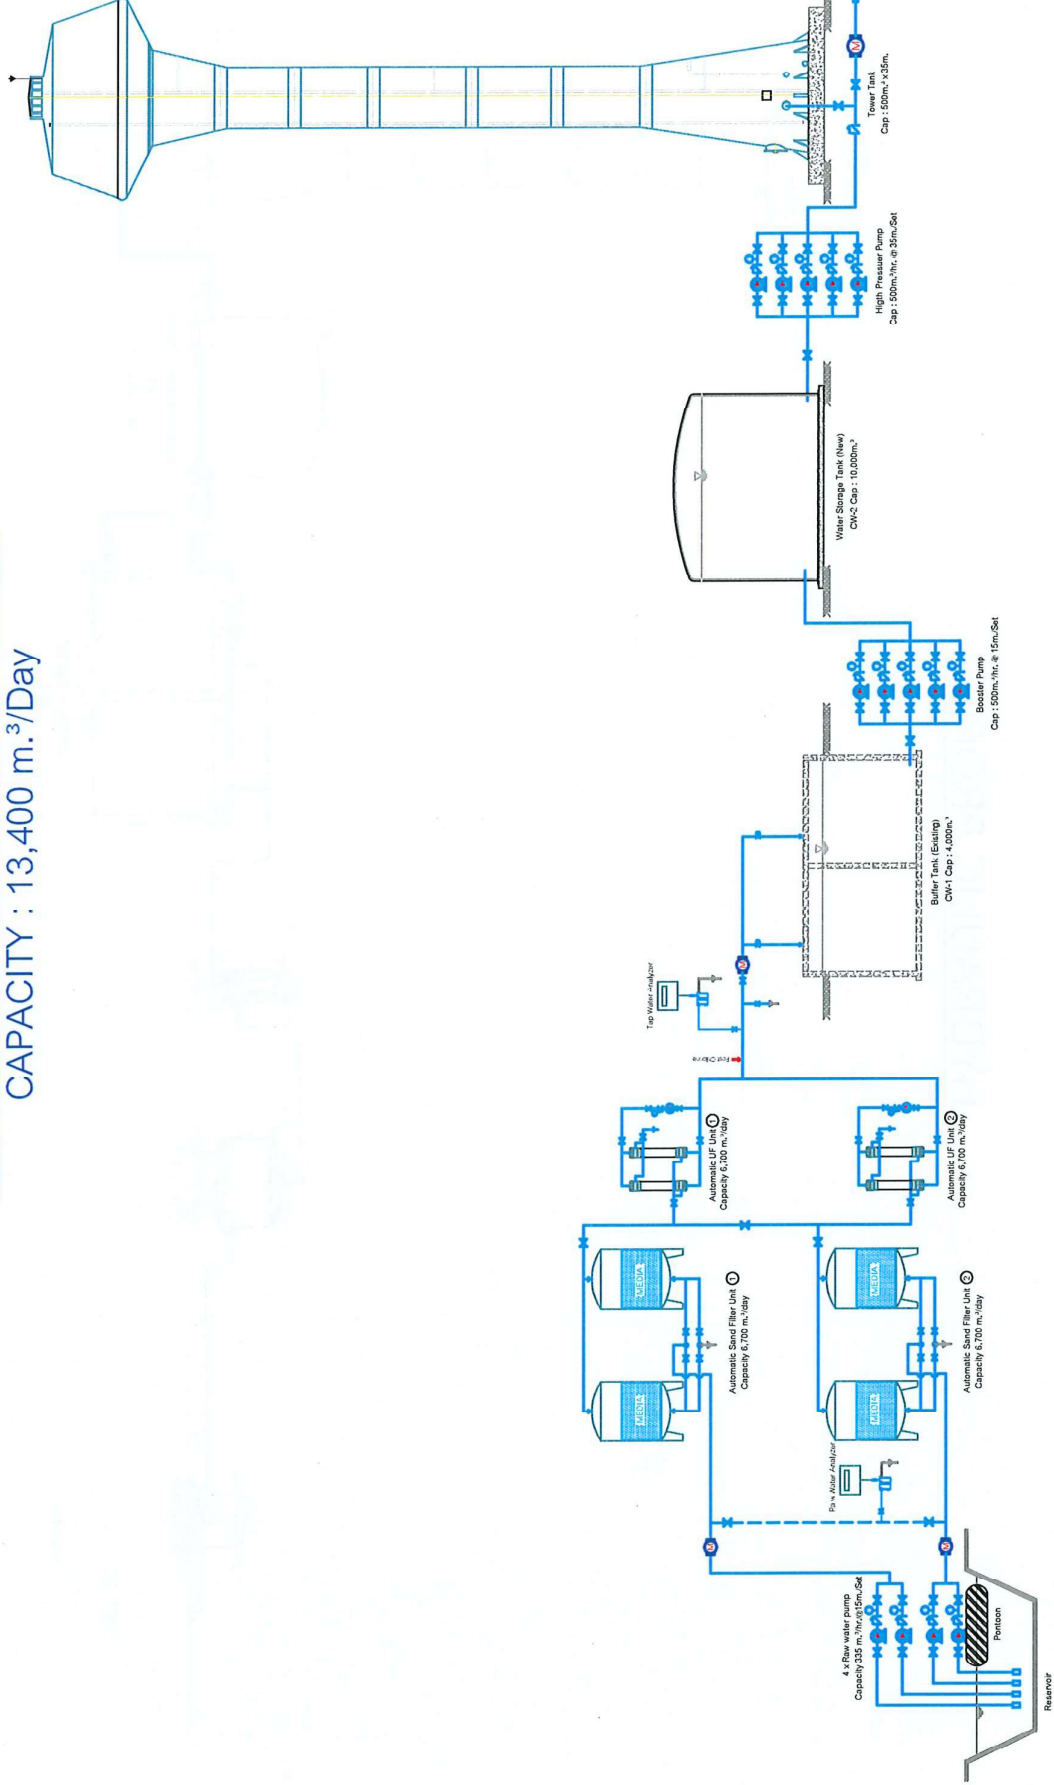 CAPACITY : 13,400 m.³/Day
Reservoir
Pontoon
4 x Raw water pump
Capacity 335 m.³/hr.@15m./Set
M
M
Raw Water Analyzer
MEDIA
MEDIA
Automatic Sand Filter Unit 1
Capacity 6,700 m.³/day
MEDIA
MEDIA
Automatic Sand Filter Unit 2
Capacity 6,700 m.³/day
Automatic UF Unit 1
Capacity 6,700 m.³/day
Automatic UF Unit 2
Capacity 6,700 m.³/day
Post Chlorine
Tap Water Analyzer
M
Buffer Tank (Existing)
CW-1 Cap : 4,000m.³
Booster Pump
Cap : 500m.³/hr. @ 15m./Set
Water Storage Tank (New)
CW-2 Cap : 10,000m.³
Higth Pressuer Pump
Cap : 500m.³/hr. @ 35m./Set
Tower Tank
Cap : 500m.³ x 35m.
M